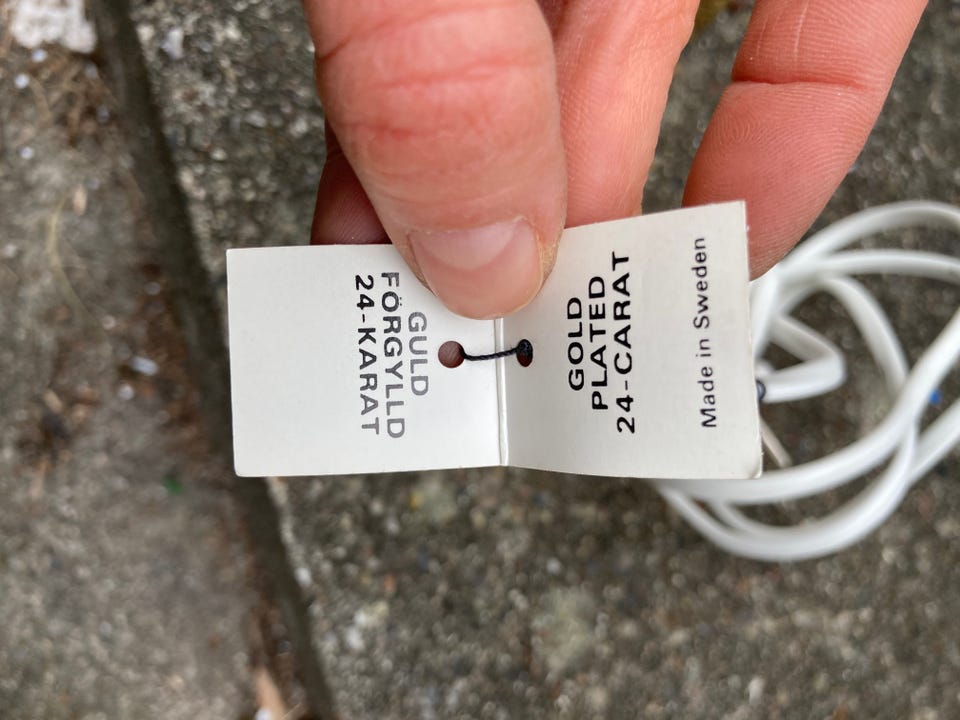 GULD
FÖRGYLLD
24-KARAT
GOLD
PLATED
24-CARAT
Made in Sweden